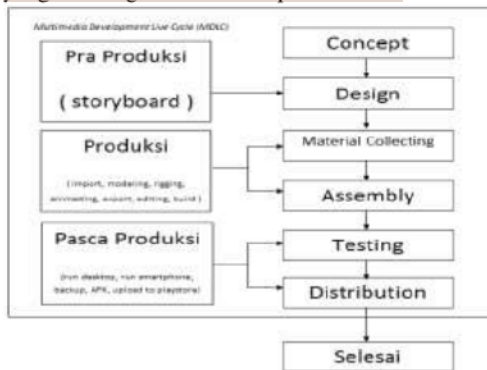 Multimedia Development Live Cycle (MDLC)
Concept
Pra Produksi
( storyboard )
Design
Produksi
( import, modeling, rigging,
animating, export, editing, build )
Material Collecting
Assembly
Pasca Produksi
(run desktop, run smartphone,
backup, APK, upload to playstore)
Testing
Distribution
Selesai